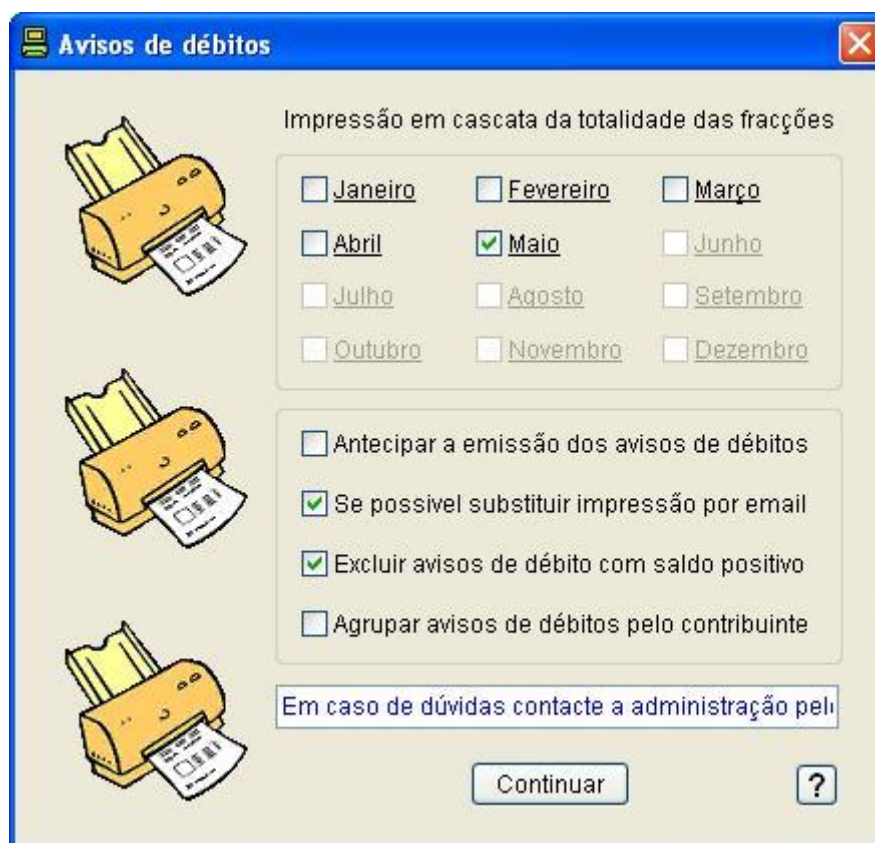 Avisos de débitos
Impressão em cascata da totalidade das fracções
Janeiro Fevereiro Março
Abril Maio Junho
Julho Agosto Setembro
Outubro Novembro Dezembro
Antecipar a emissão dos avisos de débitos
Se possivel substituir impressão por email
Excluir avisos de débito com saldo positivo
Agrupar avisos de débitos pelo contribuinte
Em caso de dúvidas contacte a administração pel
Continuar ?